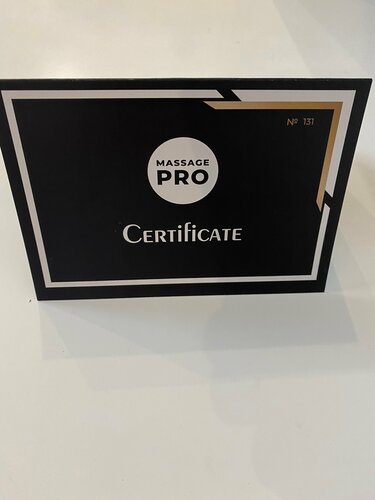 № 131
MASSAGE
PRO
CERTIFICATE